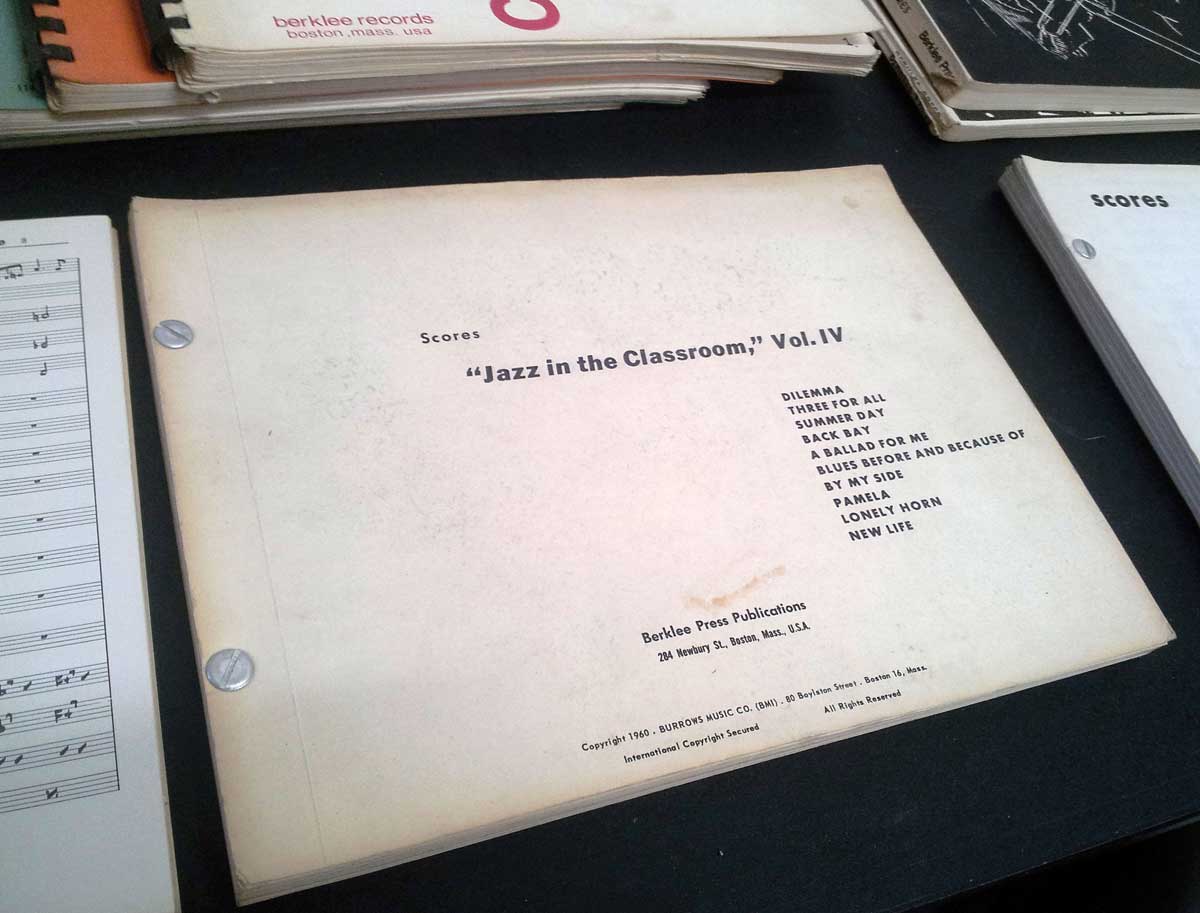 berklee records
boston, mass. usa
Berklee Pr
scores
Scores
"Jazz in the Classroom," Vol. IV
DILEMMA
THREE FOR ALL
SUMMER DAY
BACK BAY
A BALLAD FOR ME
BLUES BEFORE AND BECAUSE OF
BY MY SIDE
PAMELA
LONELY HORN
NEW LIFE
Berklee Press Publications
284 Newbury St., Boston, Mass., U.S.A.
Copyright 1960 . BURROWS MUSIC CO. (BMI) . 80 Boylston Street . Boston 16, Mass.
International Copyright Secured All Rights Reserved